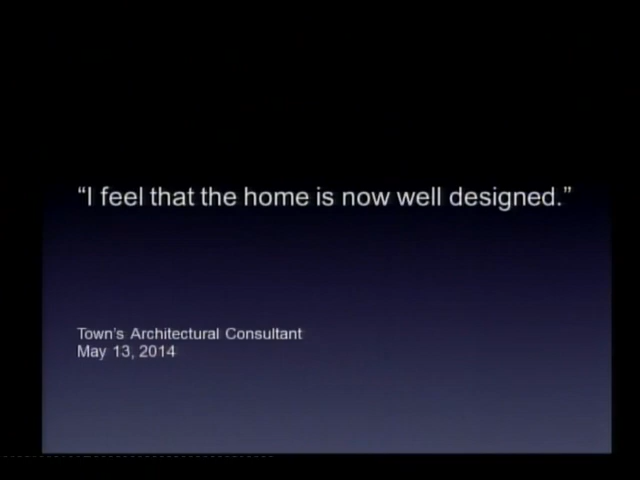 “I feel that the home is now well designed.”
Town’s Architectural Consultant
May 13, 2014